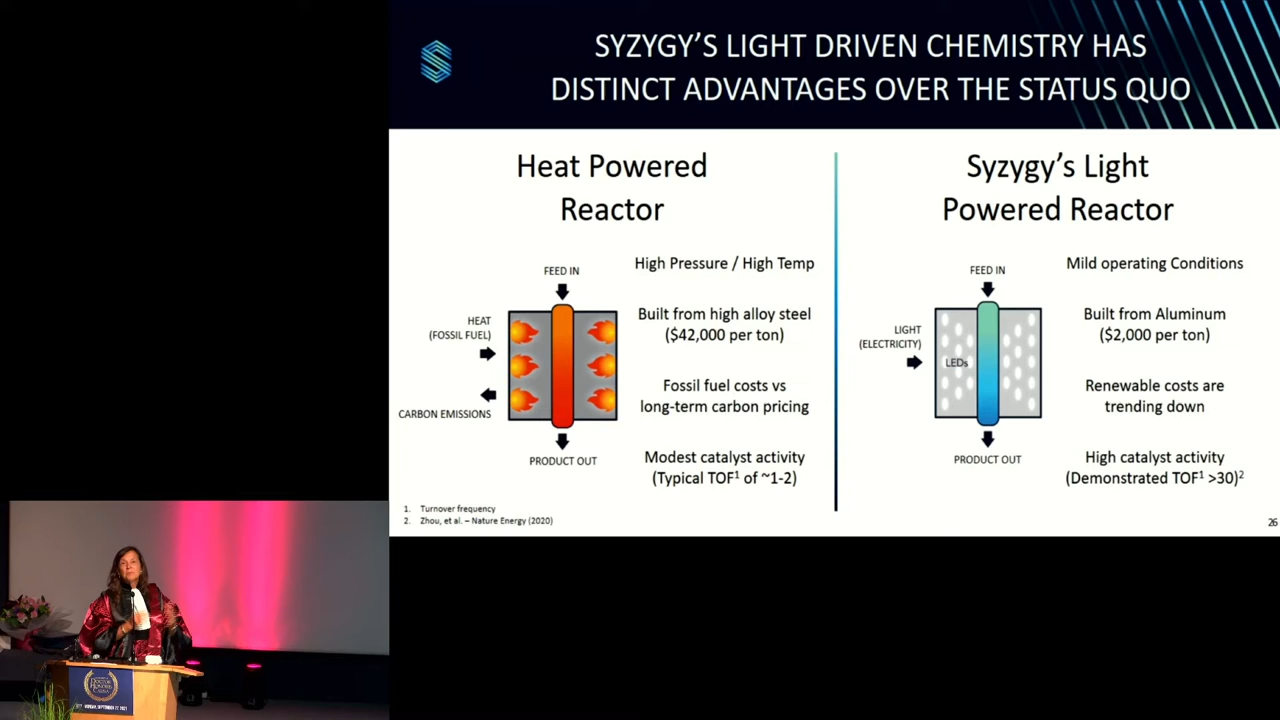 SYZYGY'S LIGHT DRIVEN CHEMISTRY HAS
DISTINCT ADVANTAGES OVER THE STATUS QUO
Heat Powered
Reactor
FEED IN
HEAT
(FOSSIL FUEL)
CARBON EMISSIONS
PRODUCT OUT
High Pressure / High Temp
Built from high alloy steel
($42,000 per ton)
Fossil fuel costs vs
long-term carbon pricing
Modest catalyst activity
(Typical TOF¹ of ~1-2)
Syzygy's Light
Powered Reactor
FEED IN
LIGHT
(ELECTRICITY)
LEDs
PRODUCT OUT
Mild operating Conditions
Built from Aluminum
($2,000 per ton)
Renewable costs are
trending down
High catalyst activity
(Demonstrated TOF¹ >30)²
1. Turnover frequency
2. Zhou, et al. – Nature Energy (2020)
26
DOCTOR
HONORIS
CAUSA